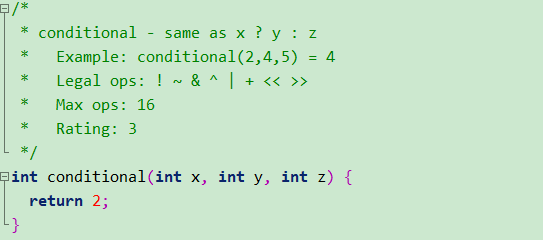 /*
 * conditional - same as x ? y : z
 *   Example: conditional(2,4,5) = 4
 *   Legal ops: ! ~ & ^ | + << >>
 *   Max ops: 16
 *   Rating: 3
 */
int conditional(int x, int y, int z) {
  return 2;
}